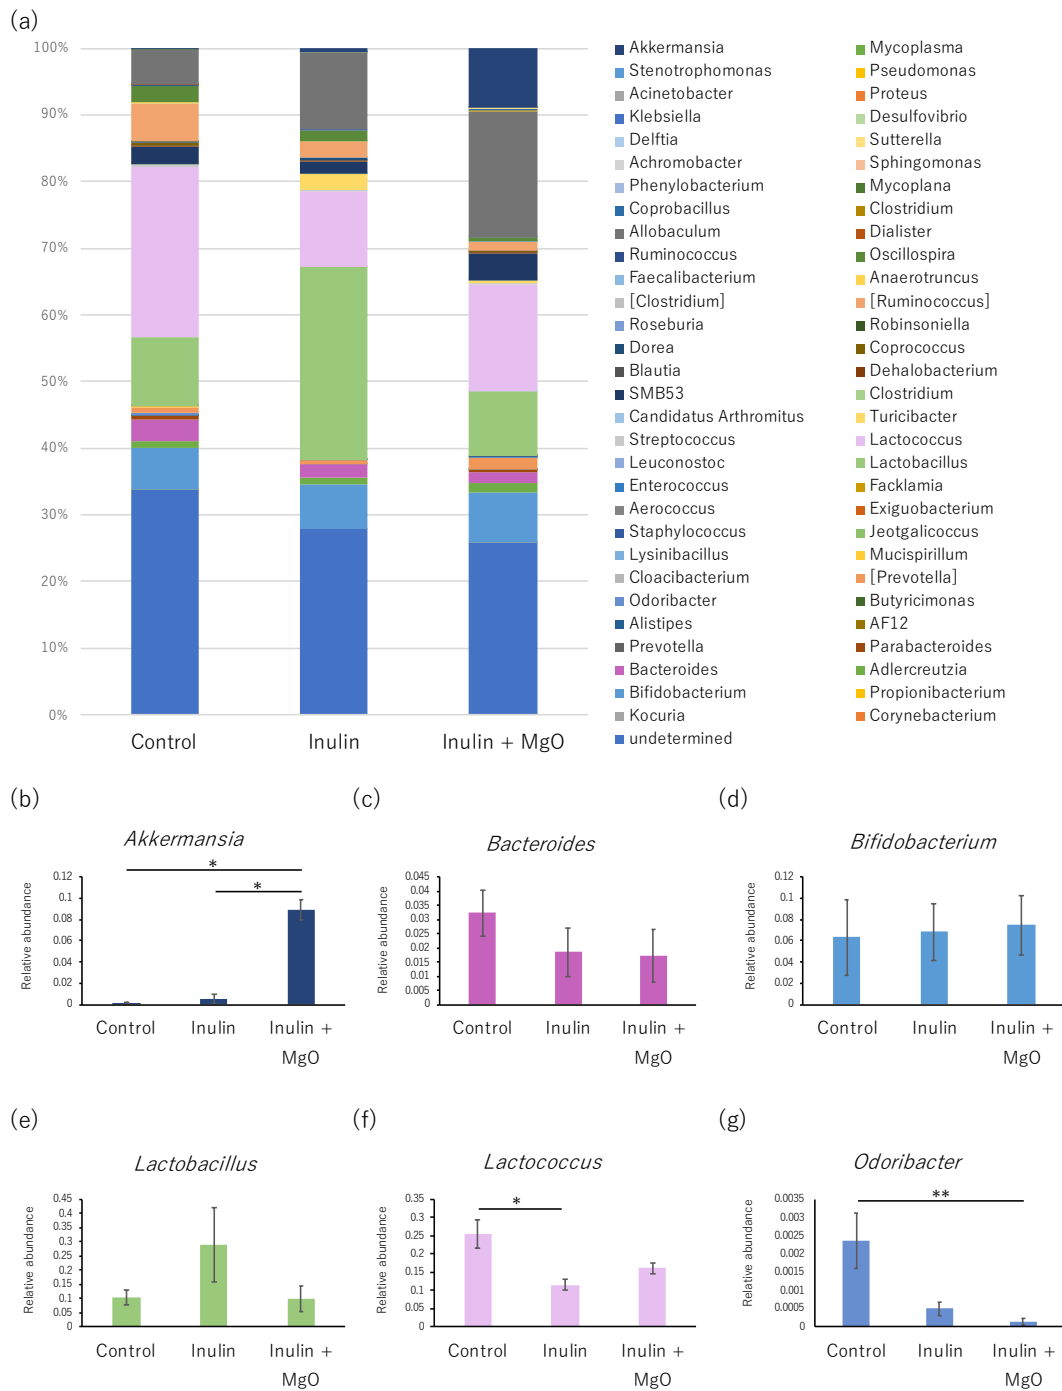 (a)
100%
90%
80%
70%
60%
50%
40%
30%
20%
10%
0%
Control
Inulin
Inulin + MgO
Akkermansia
Stenotrophomonas
Acinetobacter
Klebsiella
Delftia
Achromobacter
Phenylobacterium
Coprobacillus
Allobaculum
Ruminococcus
Faecalibacterium
[Clostridium]
Roseburia
Dorea
Blautia
SMB53
Candidatus Arthromitus
Streptococcus
Leuconostoc
Enterococcus
Aerococcus
Staphylococcus
Lysinibacillus
Cloacibacterium
Odoribacter
Alistipes
Prevotella
Bacteroides
Bifidobacterium
Kocuria
undetermined
Mycoplasma
Pseudomonas
Proteus
Desulfovibrio
Sutterella
Sphingomonas
Mycoplana
Clostridium
Dialister
Oscillospira
Anaerotruncus
[Ruminococcus]
Robinsoniella
Coprococcus
Dehalobacterium
Clostridium
Turicibacter
Lactococcus
Lactobacillus
Facklamia
Exiguobacterium
Jeotgalicoccus
Mucispirillum
[Prevotella]
Butyricimonas
AF12
Parabacteroides
Adlercreutzia
Propionibacterium
Corynebacterium
(b)
Akkermansia
Relative abundance
0.12
0.1
0.08
0.06
0.04
0.02
0
*
*
Control
Inulin
Inulin +
MgO
(c)
Bacteroides
Relative abundance
0.045
0.04
0.035
0.03
0.025
0.02
0.015
0.01
0.005
0
Control
Inulin
Inulin +
MgO
(d)
Bifidobacterium
Relative abundance
0.12
0.1
0.08
0.06
0.04
0.02
0
Control
Inulin
Inulin +
MgO
(e)
Lactobacillus
Relative abundance
0.45
0.4
0.35
0.3
0.25
0.2
0.15
0.1
0.05
0
Control
Inulin
Inulin +
MgO
(f)
Lactococcus
Relative abundance
0.35
0.3
0.25
0.2
0.15
0.1
0.05
0
*
Control
Inulin
Inulin +
MgO
(g)
Odoribacter
Relative abundance
0.0035
0.003
0.0025
0.002
0.0015
0.001
0.0005
0
**
Control
Inulin
Inulin +
MgO